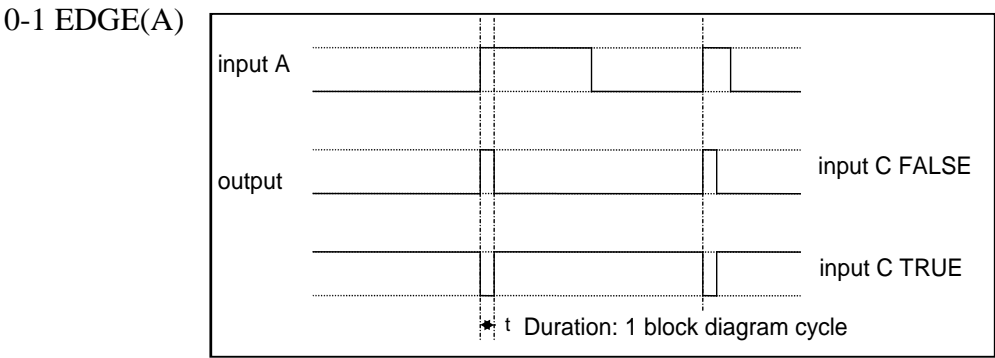 0-1 EDGE(A)
input A
input C FALSE
output
input C TRUE
t Duration: 1 block diagram cycle